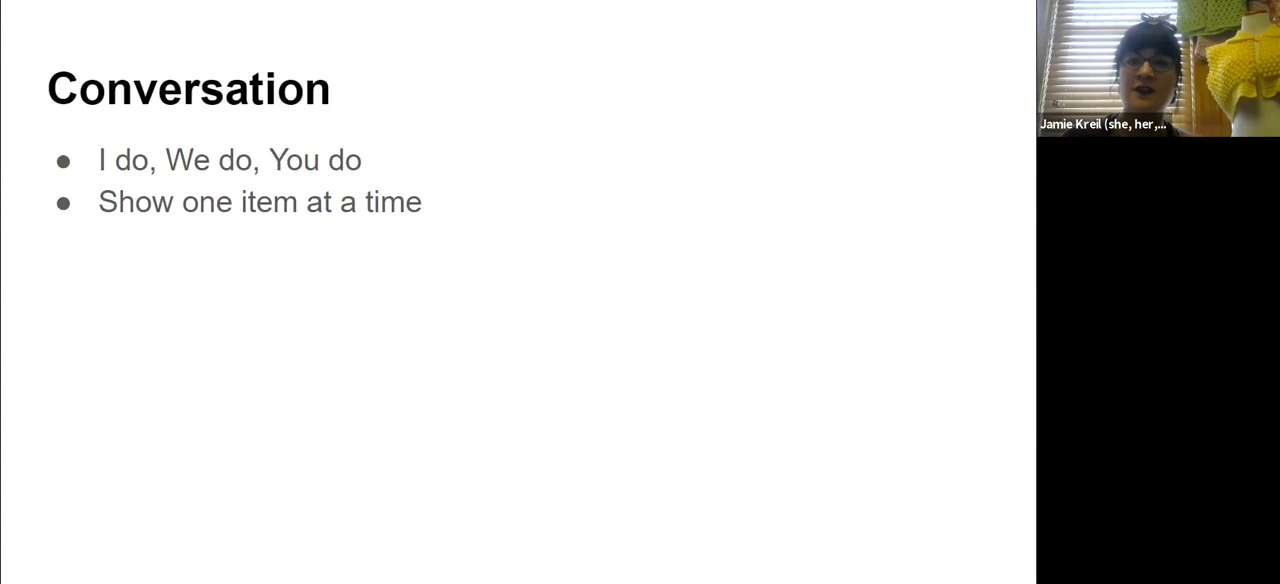 Conversation
● I do, We do, You do
● Show one item at a time
Jamie Kreil (she, her,...